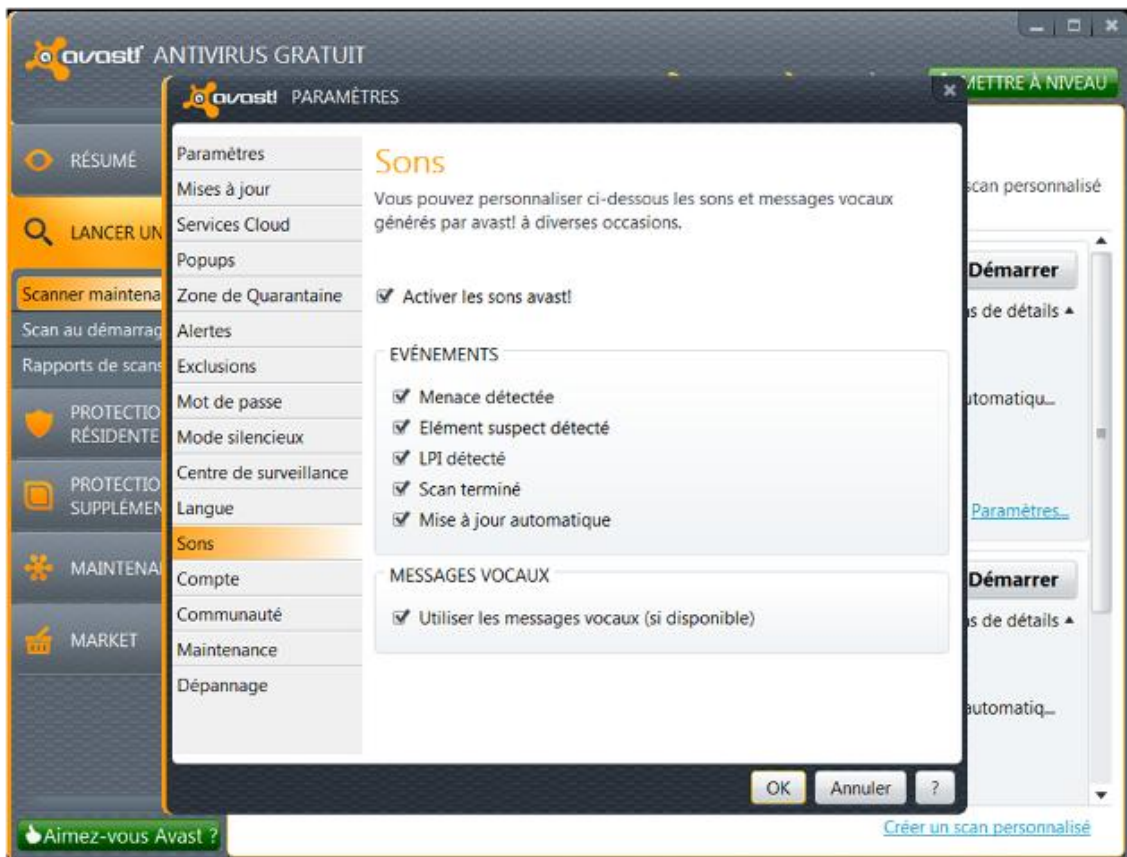 avast! ANTIVIRUS GRATUIT
METTRE À NIVEAU
avast! PARAMÈTRES
RÉSUMÉ
LANCER UN
Scanner maintena
Scan au démarrag
Rapports de scans
PROTECTIO
RÉSIDENTE
PROTECTIO
SUPPLÉMEN
MAINTENA
MARKET
Aimez-vous Avast ?
Paramètres
Mises à jour
Services Cloud
Popups
Zone de Quarantaine
Alertes
Exclusions
Mot de passe
Mode silencieux
Centre de surveillance
Langue
Sons
Compte
Communauté
Maintenance
Dépannage
Sons
Vous pouvez personnaliser ci-dessous les sons et messages vocaux
générés par avast! à diverses occasions.
Activer les sons avast!
EVÉNEMENTS
Menace détectée
Elément suspect détecté
LPI détecté
Scan terminé
Mise à jour automatique
MESSAGES VOCAUX
Utiliser les messages vocaux (si disponible)
OK
Annuler
?
scan personnalisé
Démarrer
s de détails
utomatiqu...
Paramètres...
Démarrer
s de détails
automatiq...
Créer un scan personnalisé